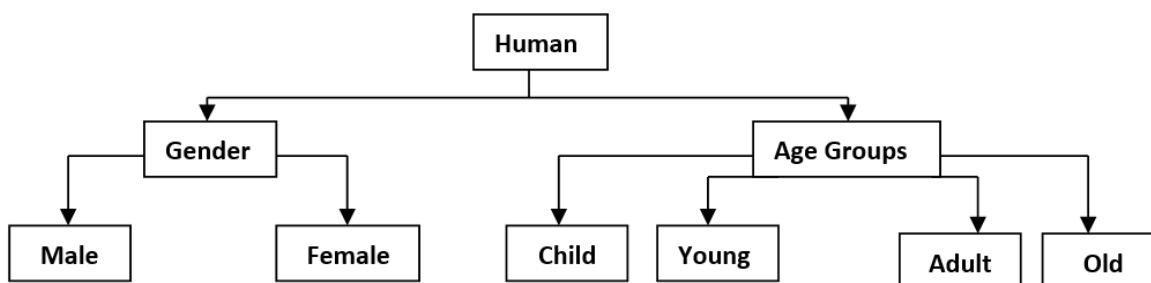 Human
Gender
Age Groups
Male
Female
Child
Young
Adult
Old